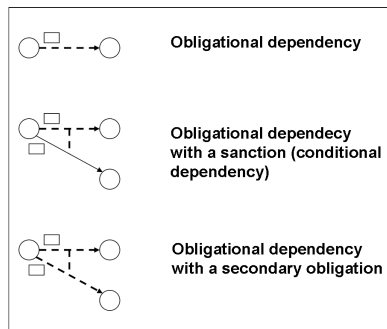 Obligational dependency
Obligational dependecy
with a sanction (conditional
dependency)
Obligational dependency
with a secondary obligation